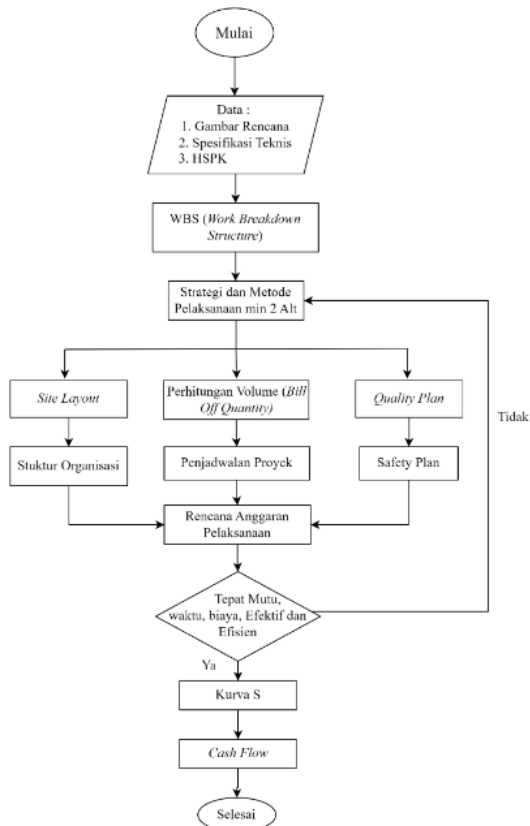 Mulai
Data :
1. Gambar Rencana
2. Spesifikasi Teknis
3. HSPK
WBS (Work Breakdown
Structure)
Strategi dan Metode
Pelaksanaan min 2 Alt
Site Layout
Perhitungan Volume (Bill
Off Quantity)
Quality Plan
Tidak
Stuktur Organisasi
Penjadwalan Proyek
Safety Plan
Rencana Anggaran
Pelaksanaan
Tepat Mutu,
waktu, biaya, Efektif dan
Efisien
Ya
Kurva S
Cash Flow
Selesai